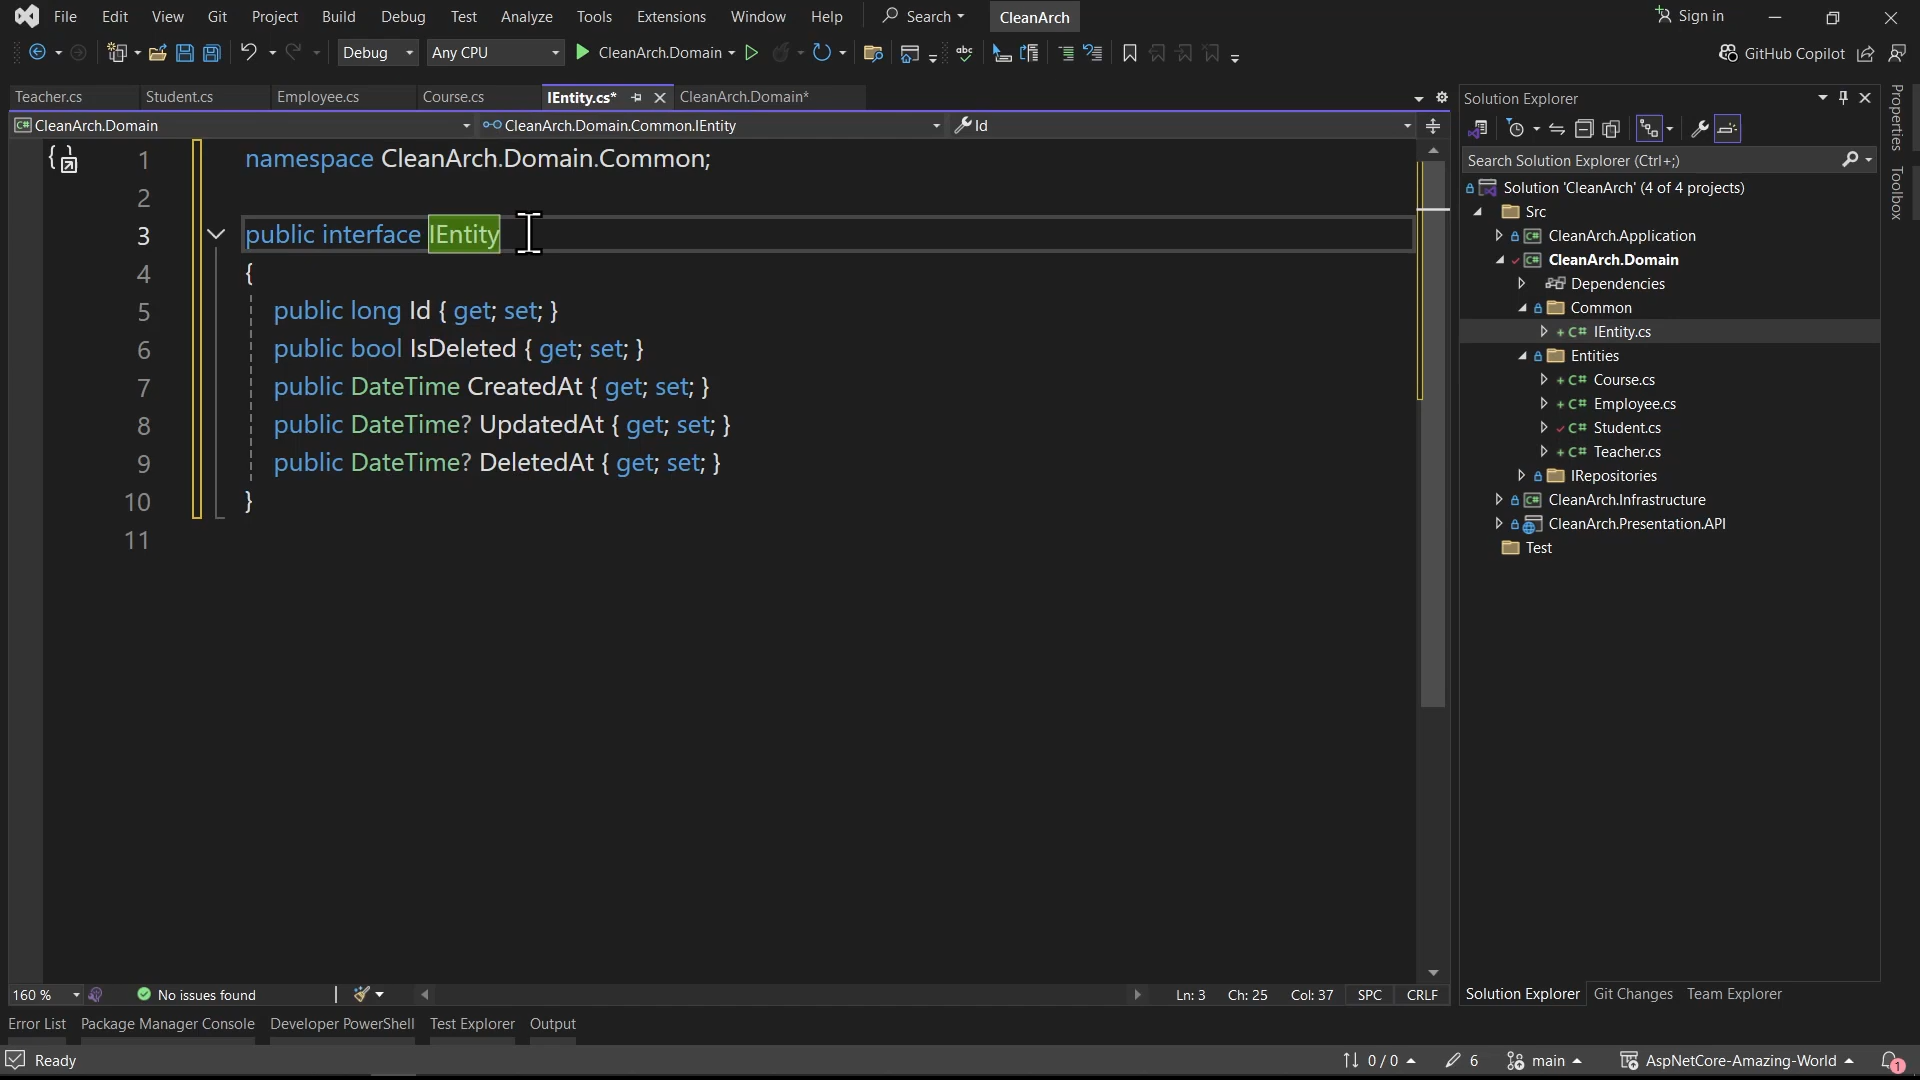 File Edit View Git Project Build Debug Test Analyze Tools Extensions Window Help Search CleanArch Sign in
Debug Any CPU CleanArch.Domain abc GitHub Copilot
Teacher.cs Student.cs Employee.cs Course.cs IEntity.cs* CleanArch.Domain*
CleanArch.Domain CleanArch.Domain.Common.IEntity Id
1 namespace CleanArch.Domain.Common;
2
3 public interface IEntity
4 {
5 public long Id { get; set; }
6 public bool IsDeleted { get; set; }
7 public DateTime CreatedAt { get; set; }
8 public DateTime? UpdatedAt { get; set; }
9 public DateTime? DeletedAt { get; set; }
10 }
11
160 % No issues found Ln: 3 Ch: 25 Col: 37 SPC CRLF
Solution Explorer
Search Solution Explorer (Ctrl+;)
Solution 'CleanArch' (4 of 4 projects)
Src
C# CleanArch.Application
C# CleanArch.Domain
Dependencies
Common
C# IEntity.cs
Entities
C# Course.cs
C# Employee.cs
C# Student.cs
C# Teacher.cs
IRepositories
C# CleanArch.Infrastructure
CleanArch.Presentation.API
Test
Solution Explorer Git Changes Team Explorer
Properties
Toolbox
Error List Package Manager Console Developer PowerShell Test Explorer Output
Ready 0 / 0 6 main AspNetCore-Amazing-World 1